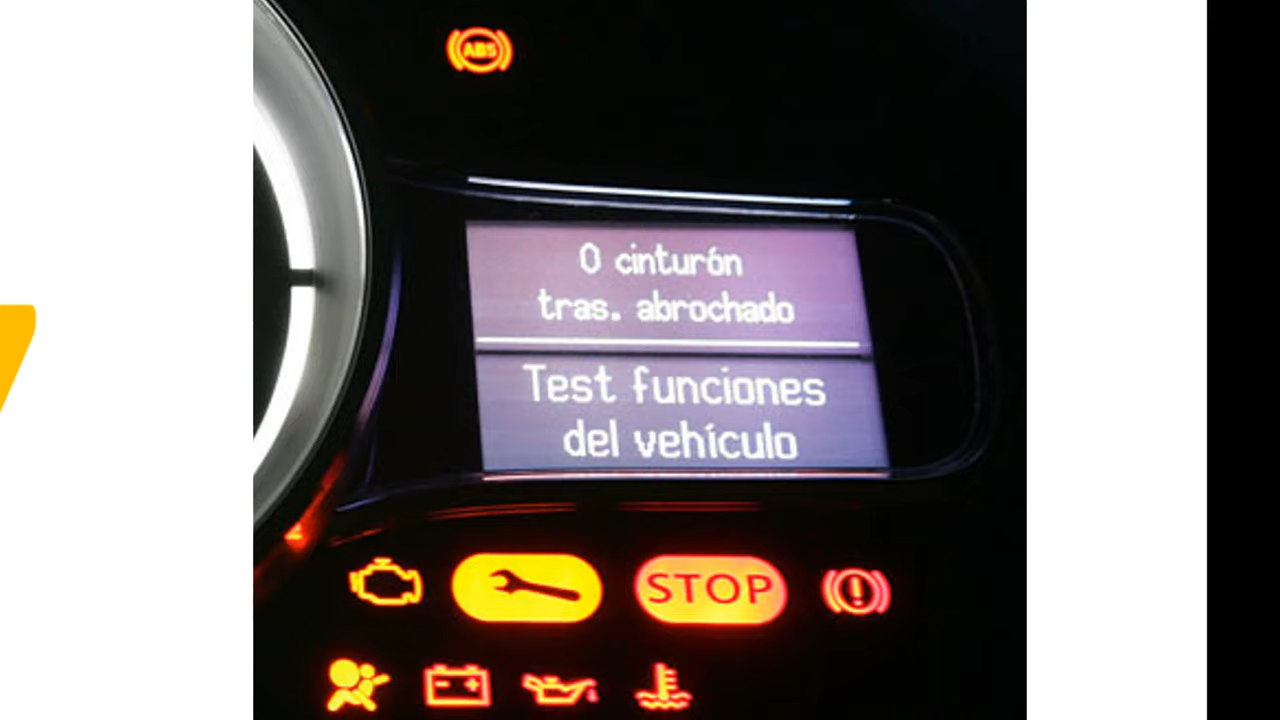 ABS
0 cinturón
tras. abrochado
Test funciones
del vehículo
STOP